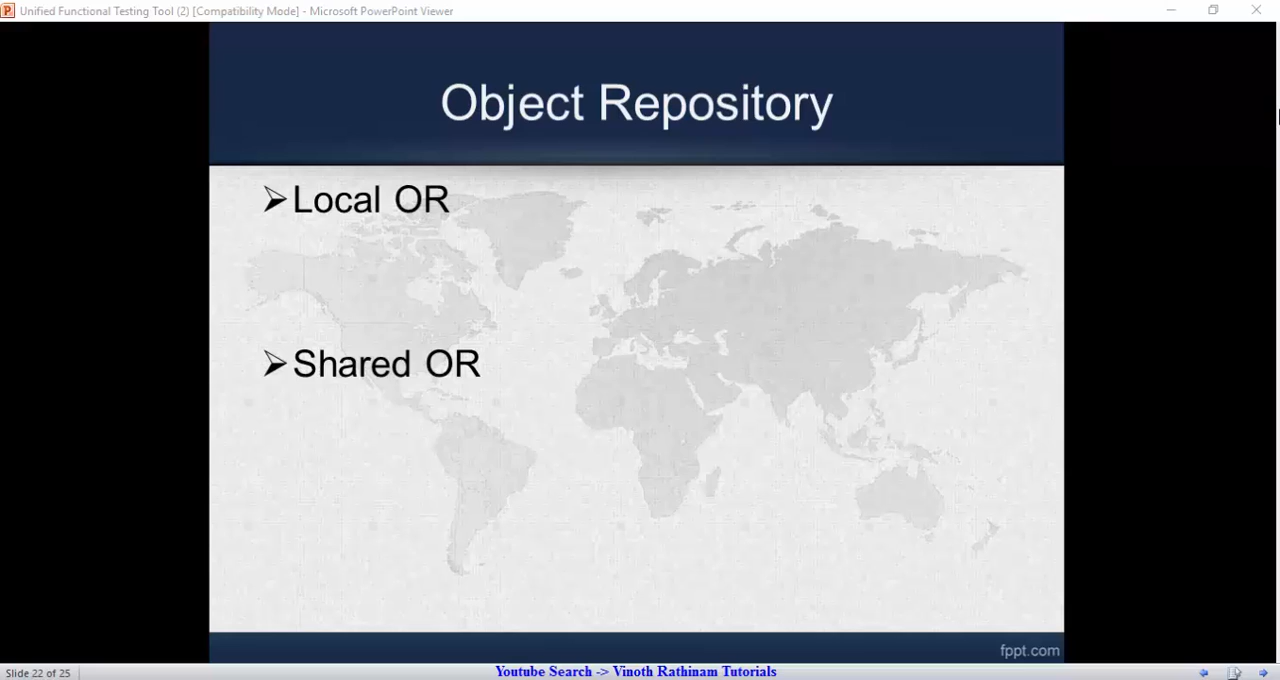 Unified Functional Testing Tool (2) [Compatibility Mode] - Microsoft PowerPoint Viewer
Object Repository
➢Local OR
➢Shared OR
fppt.com
Slide 22 of 25
Youtube Search -> Vinoth Rathinam Tutorials